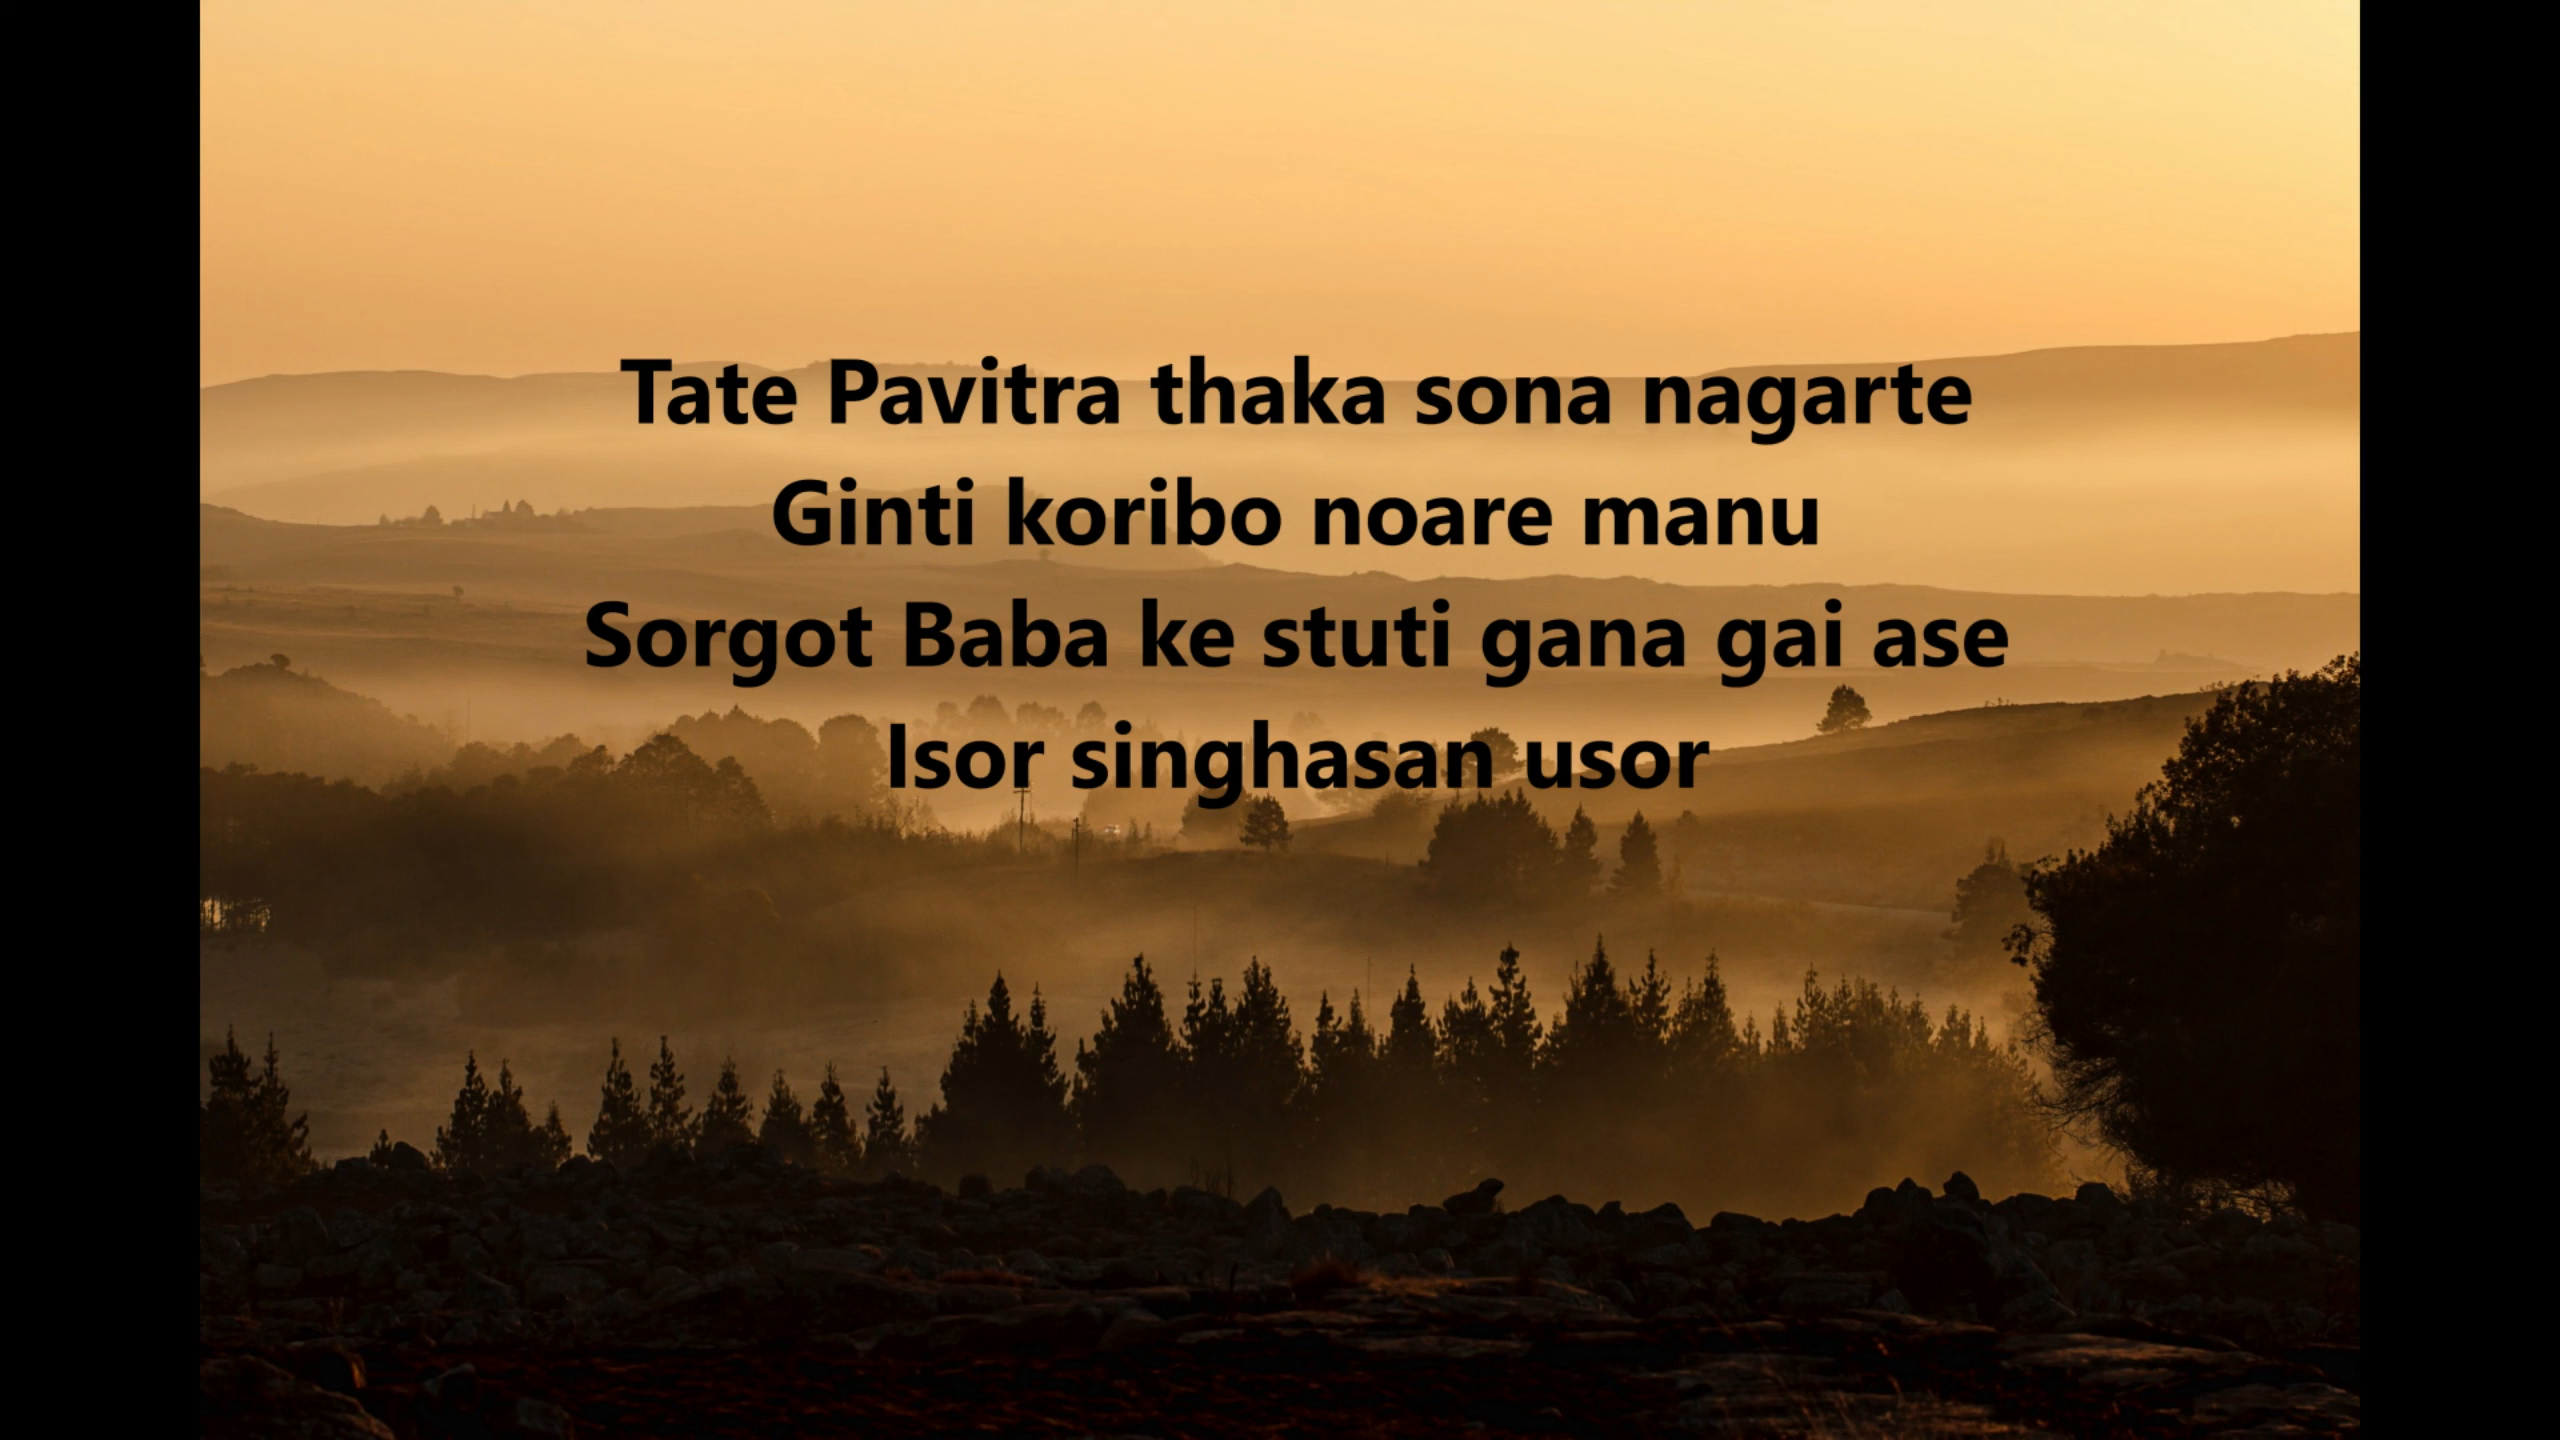 Tate Pavitra thaka sona nagarte
Ginti koribo noare manu
Sorgot Baba ke stuti gana gai ase
Isor singhasan usor